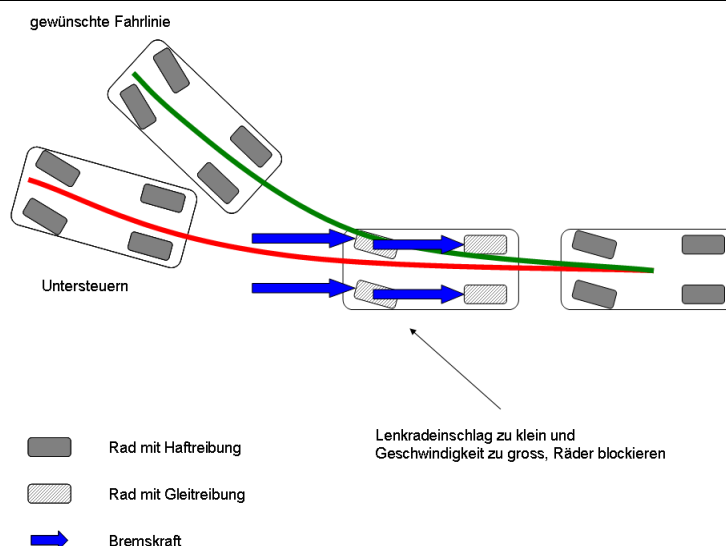 gewünschte Fahrlinie
Untersteuern
Lenkradeinschlag zu klein und
Geschwindigkeit zu gross, Räder blockieren
Rad mit Haftreibung
Rad mit Gleitreibung
Bremskraft